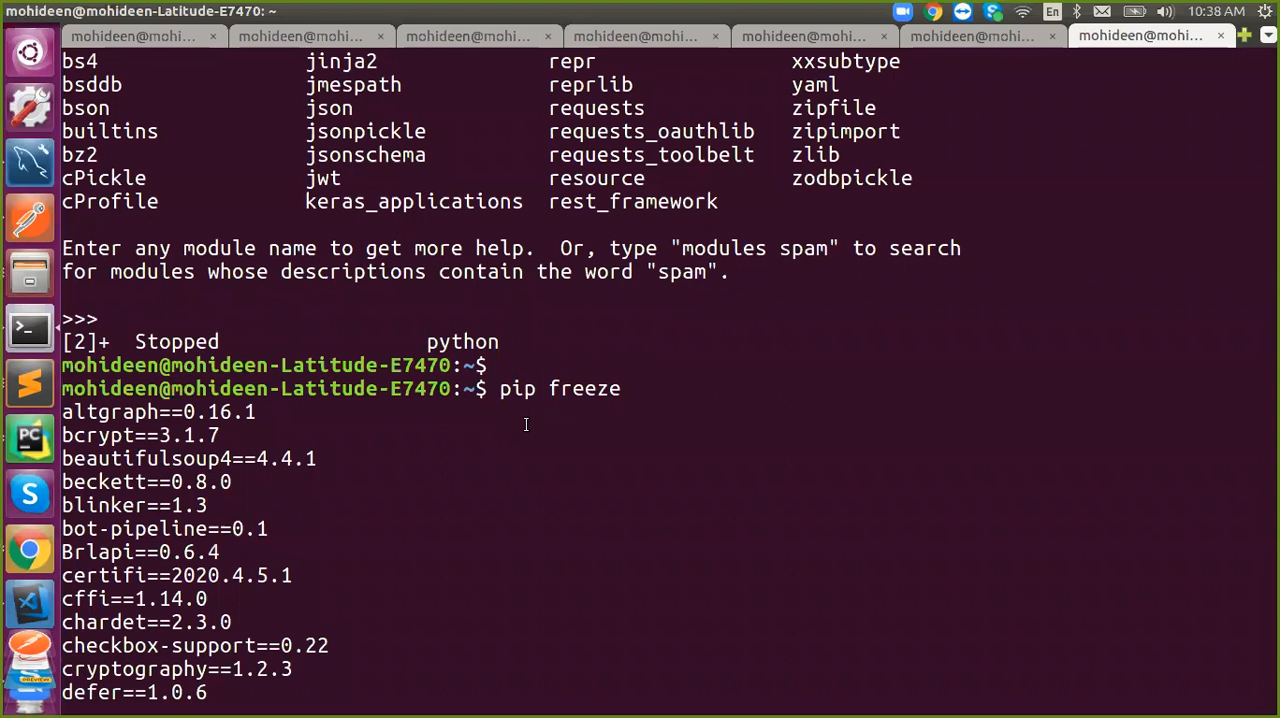 mohideen@mohideen-Latitude-E7470: ~
En 10:38 AM
mohideen@mohi... × mohideen@mohi... × mohideen@mohi... × mohideen@mohi... × mohideen@mohi... × mohideen@mohi... × mohideen@mohi... ×
bs4 jinja2 repr xxsubtype
bsddb jmespath reprlib yaml
bson json requests zipfile
builtins jsonpickle requests_oauthlib zipimport
bz2 jsonschema requests_toolbelt zlib
cPickle jwt resource zodbpickle
cProfile keras_applications rest_framework
Enter any module name to get more help.  Or, type "modules spam" to search
for modules whose descriptions contain the word "spam".
>>>
[2]+  Stopped                 python
mohideen@mohideen-Latitude-E7470:~$
mohideen@mohideen-Latitude-E7470:~$ pip freeze
altgraph==0.16.1
bcrypt==3.1.7
beautifulsoup4==4.4.1
beckett==0.8.0
blinker==1.3
bot-pipeline==0.1
Brlapi==0.6.4
certifi==2020.4.5.1
cffi==1.14.0
chardet==2.3.0
checkbox-support==0.22
cryptography==1.2.3
defer==1.0.6
PC
S
PREVIEW